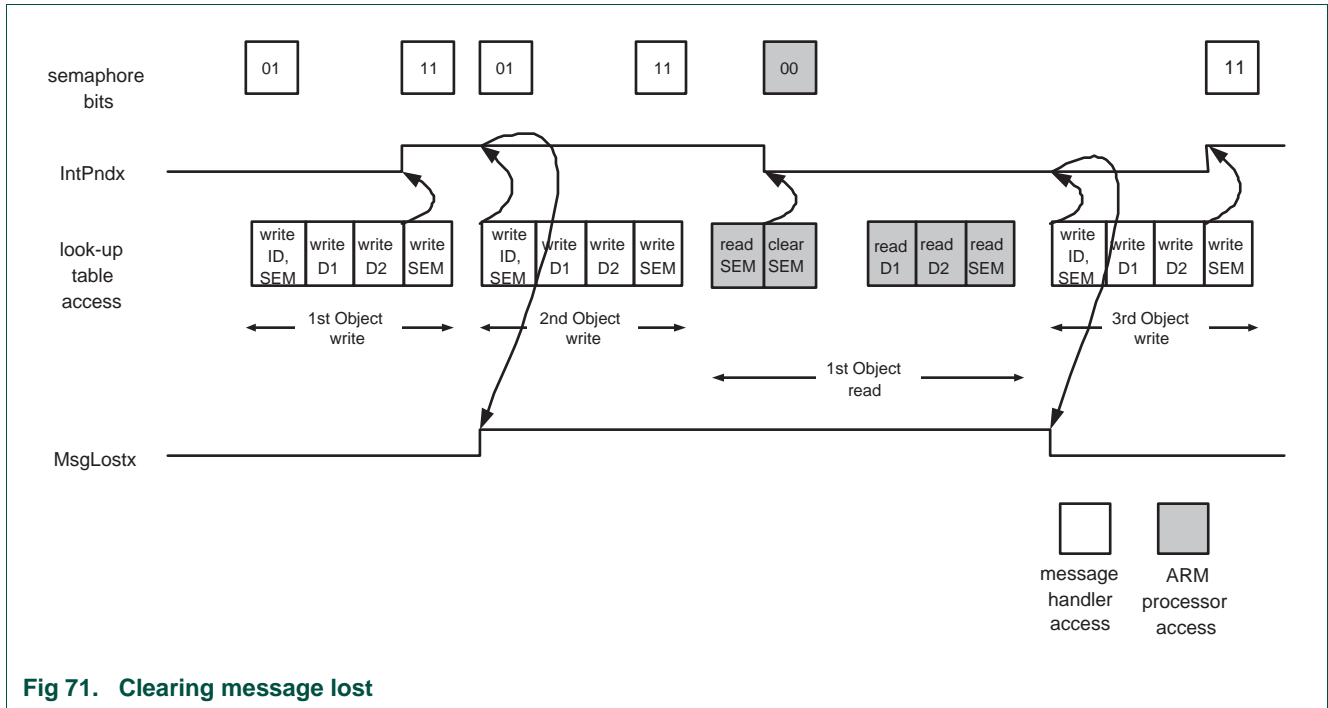 semaphore
bits
01
11
01
11
00
11
IntPndx
look-up
table
access
write
ID,
SEM
write
D1
write
D2
write
SEM
write
ID,
SEM
write
D1
write
D2
write
SEM
read
SEM
clear
SEM
read
D1
read
D2
read
SEM
write
ID,
SEM
write
D1
write
D2
write
SEM
1st Object
write
2nd Object
write
3rd Object
write
1st Object
read
MsgLostx
message
handler
access
ARM
processor
access
Fig 71. Clearing message lost